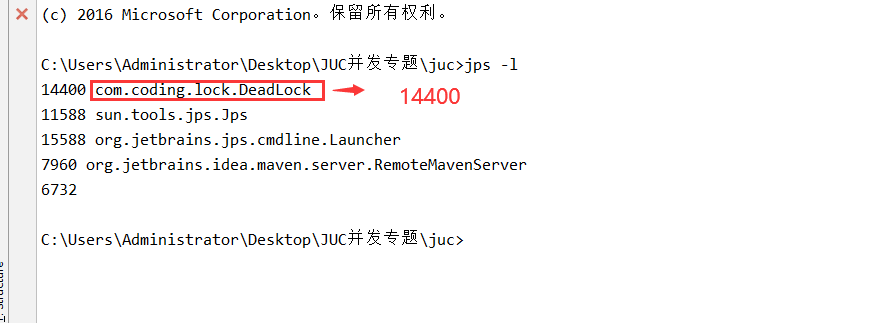 (c) 2016 Microsoft Corporation。保留所有权利。
C:\Users\Administrator\Desktop\JUC并发专题\juc>jps -l
14400 com.coding.lock.DeadLock 14400
11588 sun.tools.jps.Jps
15588 org.jetbrains.jps.cmdline.Launcher
7960 org.jetbrains.idea.maven.server.RemoteMavenServer
6732
C:\Users\Administrator\Desktop\JUC并发专题\juc>
Structure